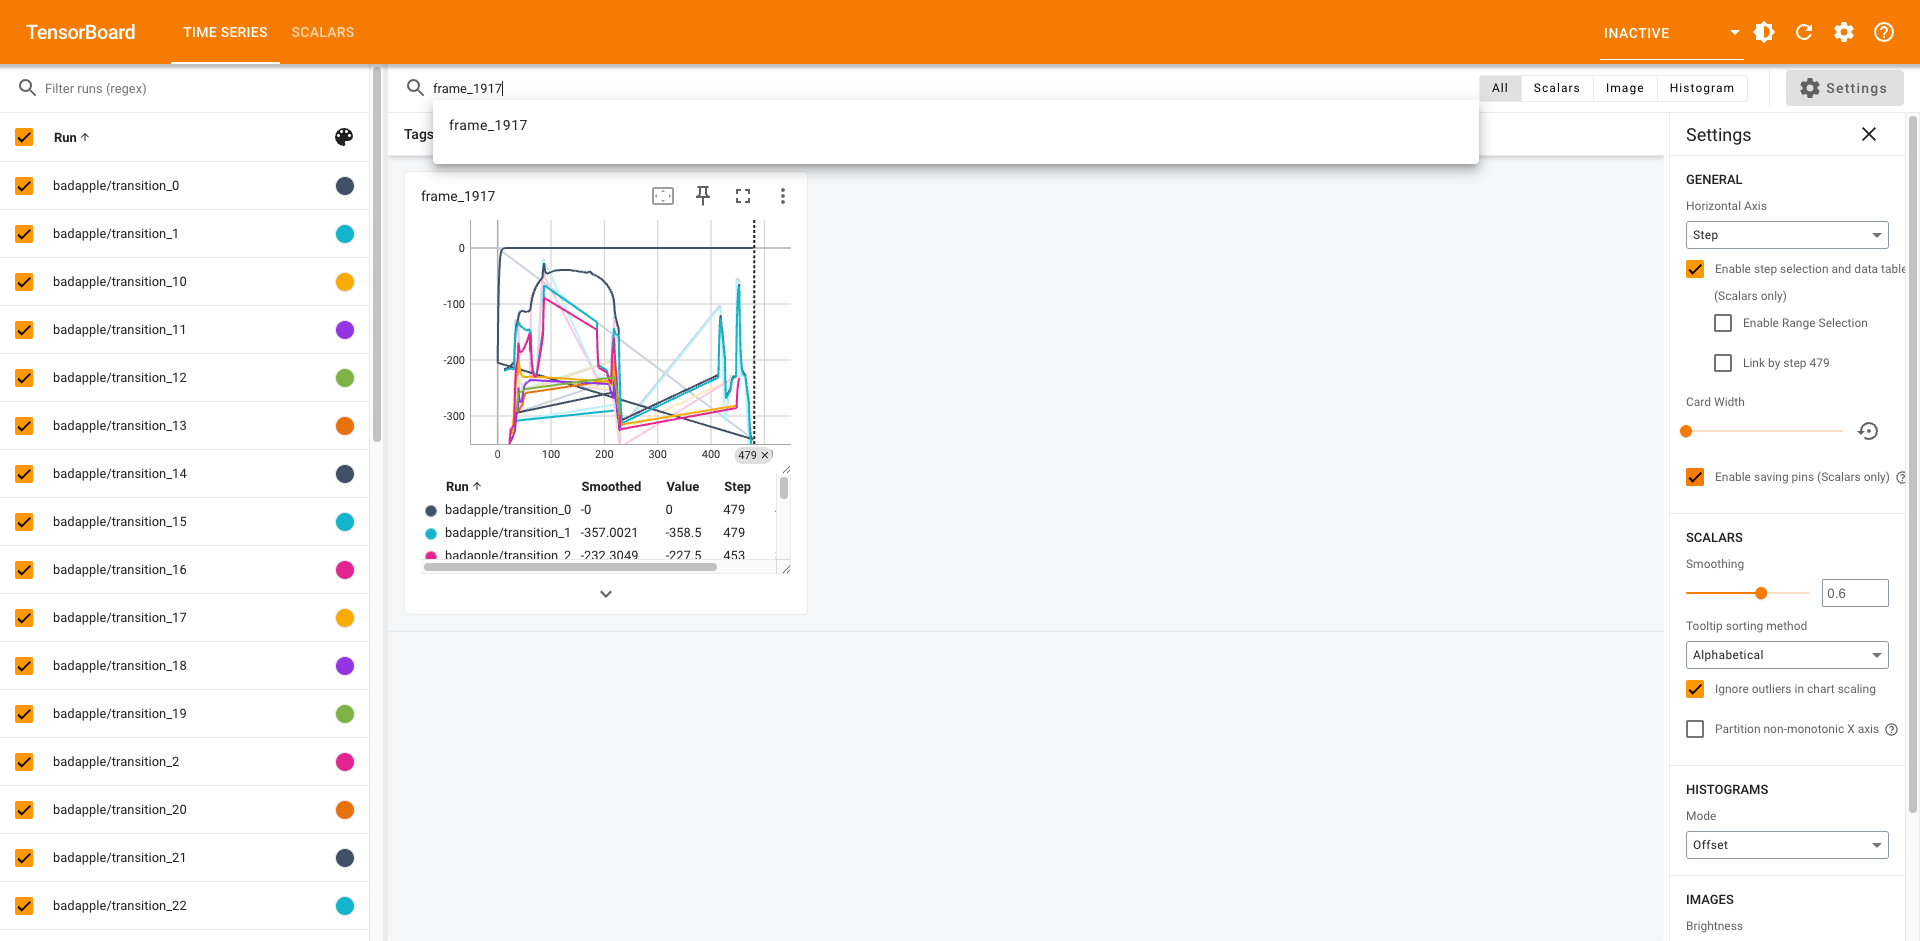 TensorBoard
TIME SERIES
SCALARS
INACTIVE
Filter runs (regex)
frame_1917
All
Scalars
Image
Histogram
Settings
frame_1917
Run
Tags
badapple/transition_0
badapple/transition_1
badapple/transition_10
badapple/transition_11
badapple/transition_12
badapple/transition_13
badapple/transition_14
badapple/transition_15
badapple/transition_16
badapple/transition_17
badapple/transition_18
badapple/transition_19
badapple/transition_2
badapple/transition_20
badapple/transition_21
badapple/transition_22
frame_1917
0
-100
-200
-300
0 100 200 300 400 479
Run Smoothed Value Step
badapple/transition_0 -0 0 479
badapple/transition_1 -357.0021 -358.5 479
badapple/transition_2 -232.3049 -227.5 453
Settings
GENERAL
Horizontal Axis
Step
Enable step selection and data table
(Scalars only)
Enable Range Selection
Link by step 479
Card Width
Enable saving pins (Scalars only)
SCALARS
Smoothing
0.6
Tooltip sorting method
Alphabetical
Ignore outliers in chart scaling
Partition non-monotonic X axis
HISTOGRAMS
Mode
Offset
IMAGES
Brightness